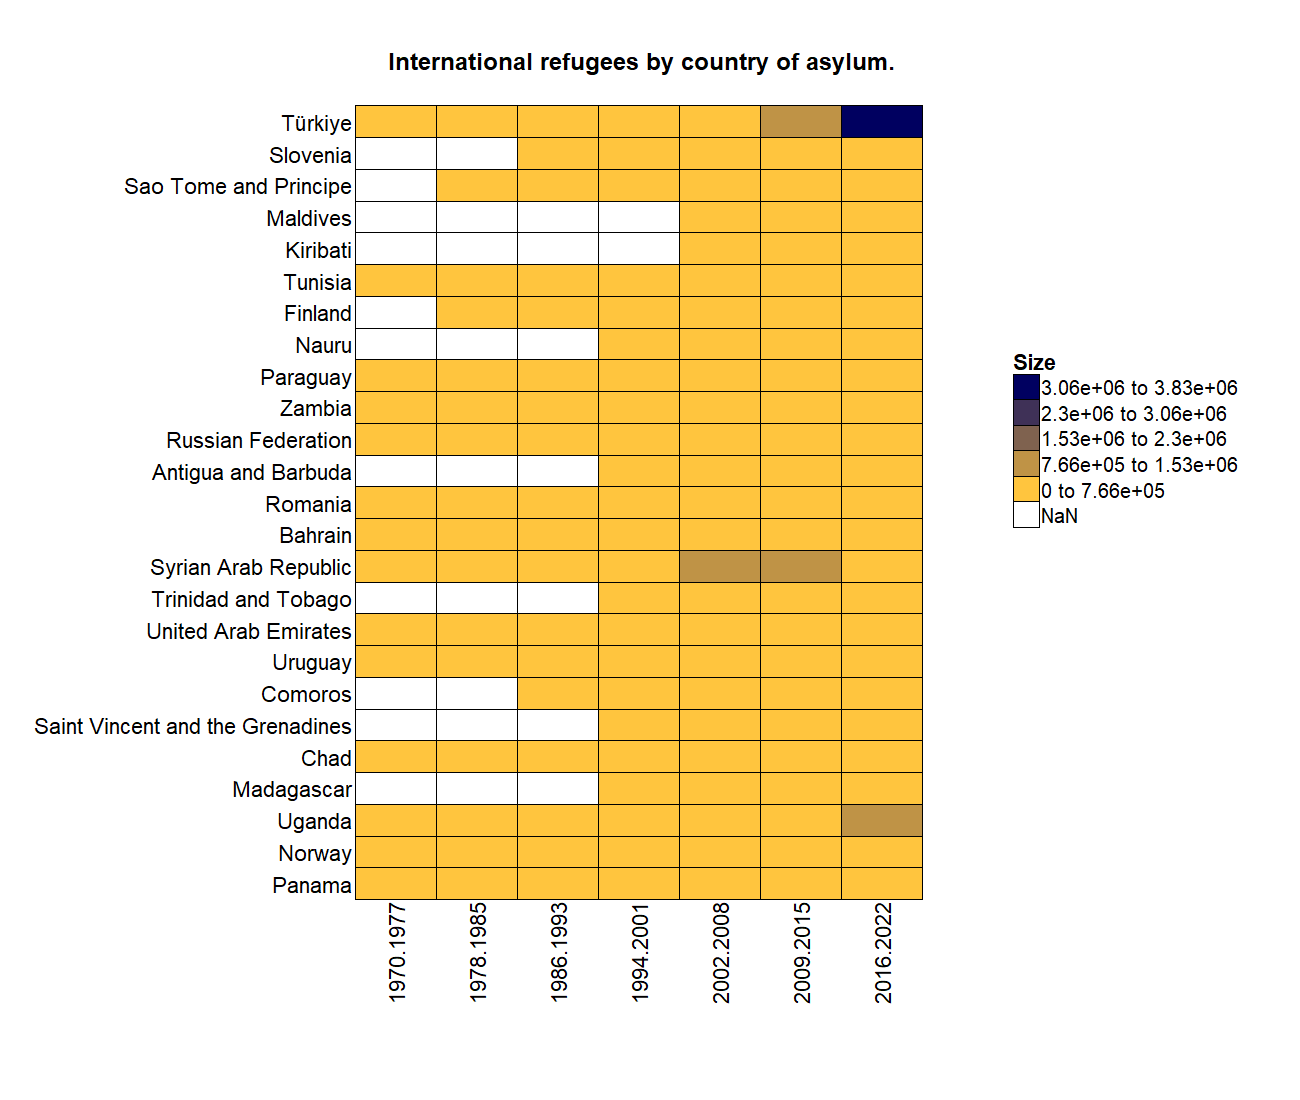 International refugees by country of asylum.
Türkiye
Slovenia
Sao Tome and Principe
Maldives
Kiribati
Tunisia
Finland
Nauru
Paraguay
Zambia
Russian Federation
Antigua and Barbuda
Romania
Bahrain
Syrian Arab Republic
Trinidad and Tobago
United Arab Emirates
Uruguay
Comoros
Saint Vincent and the Grenadines
Chad
Madagascar
Uganda
Norway
Panama
1970.1977
1978.1985
1986.1993
1994.2001
2002.2008
2009.2015
2016.2022
Size
3.06e+06 to 3.83e+06
2.3e+06 to 3.06e+06
1.53e+06 to 2.3e+06
7.66e+05 to 1.53e+06
0 to 7.66e+05
NaN